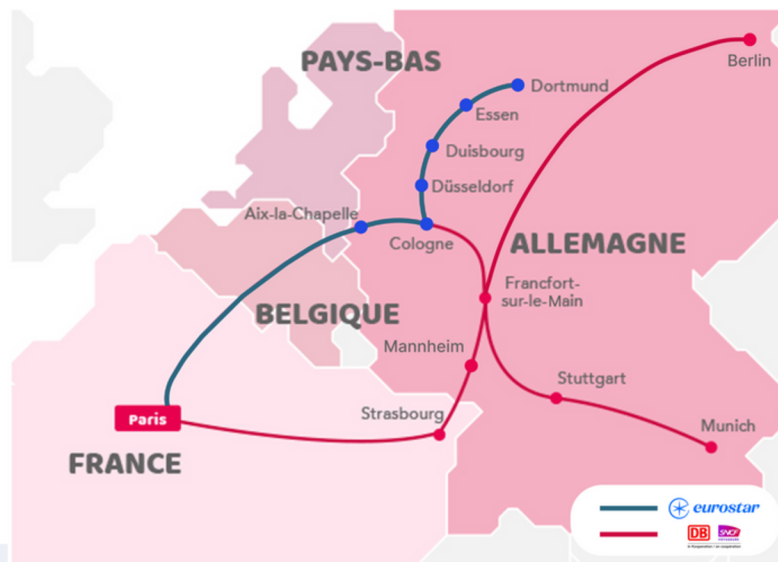 PAYS-BAS
Berlin
Dortmund
Essen
Duisbourg
Düsseldorf
Aix-la-Chapelle
Cologne
ALLEMAGNE
Francfort-
sur-le-Main
BELGIQUE
Mannheim
Stuttgart
Paris
Strasbourg
Munich
FRANCE
eurostar
DB
SNCF